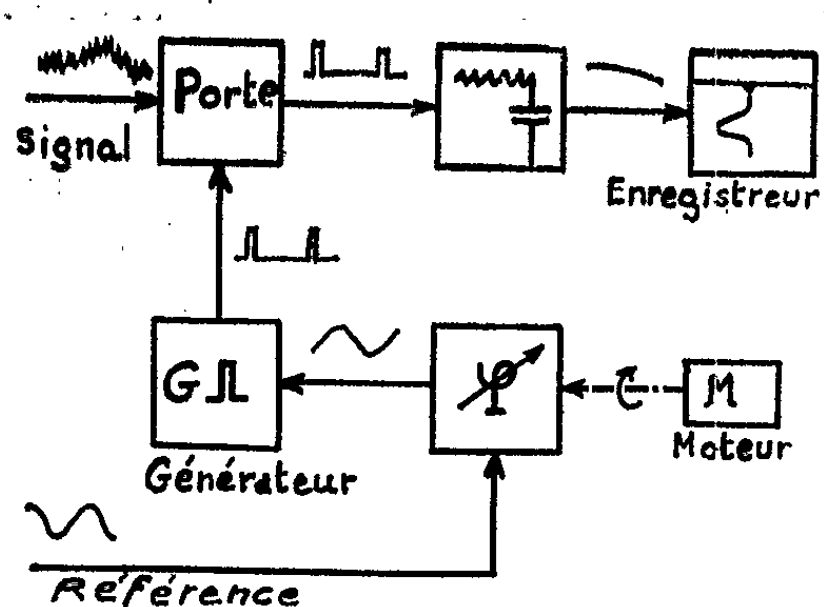 Porte
Signal
Enregistreur
G
φ
M
Générateur
Moteur
Référence